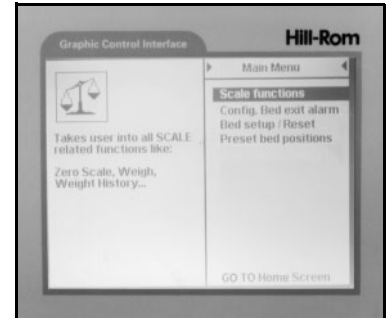 Graphic Control Interface
Hill-Rom
Main Menu
Scale functions
Config. Bed exit alarm
Bed setup / Reset
Preset bed positions
Takes user into all SCALE
related functions like:
Zero Scale, Weigh,
Weight History...
GO TO Home Screen